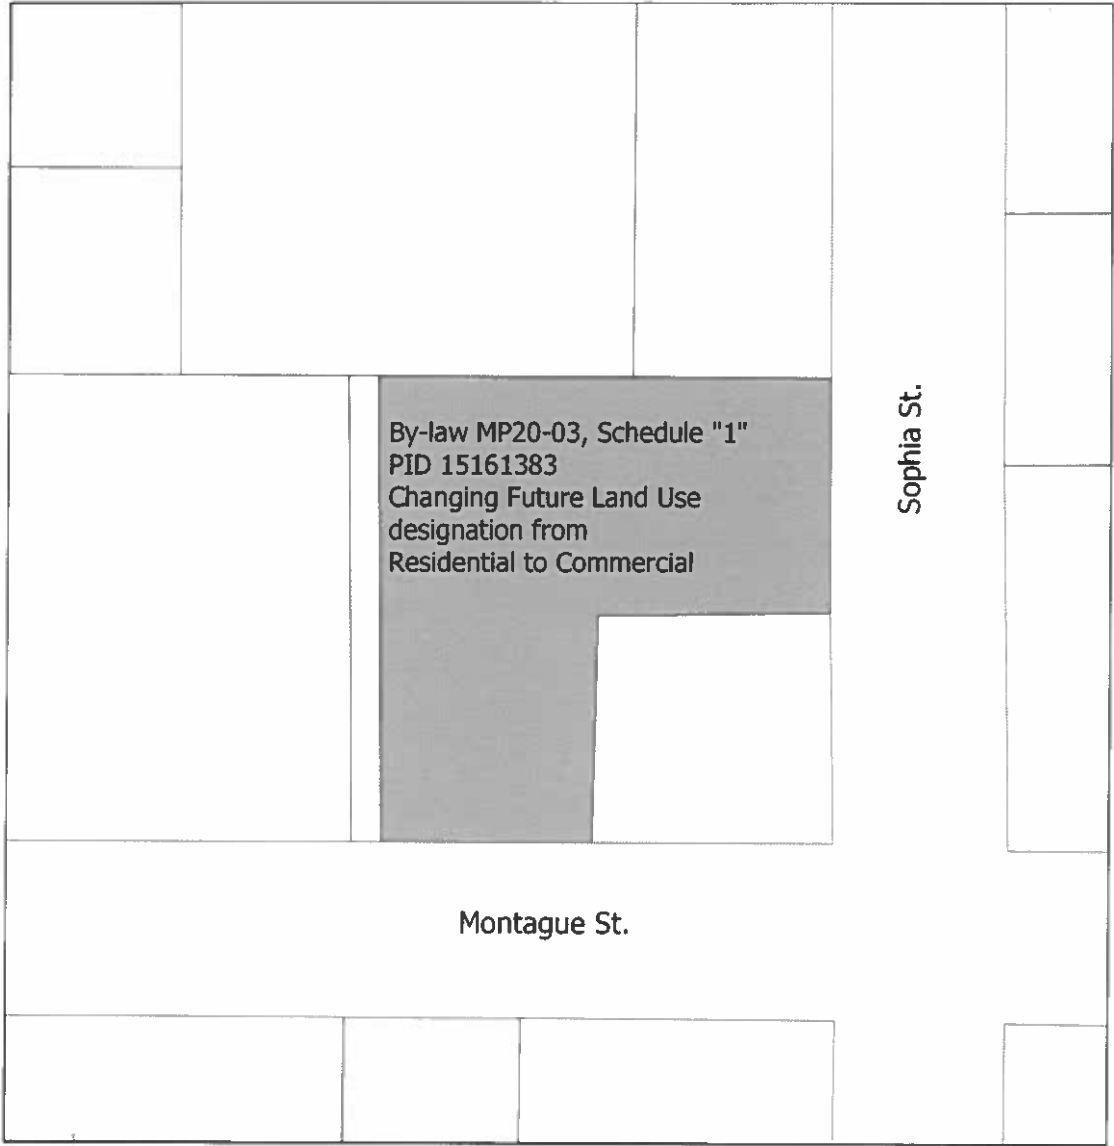 By-law MP20-03, Schedule "1"
PID 15161383
Changing Future Land Use
designation from
Residential to Commercial
Sophia St.
Montague St.